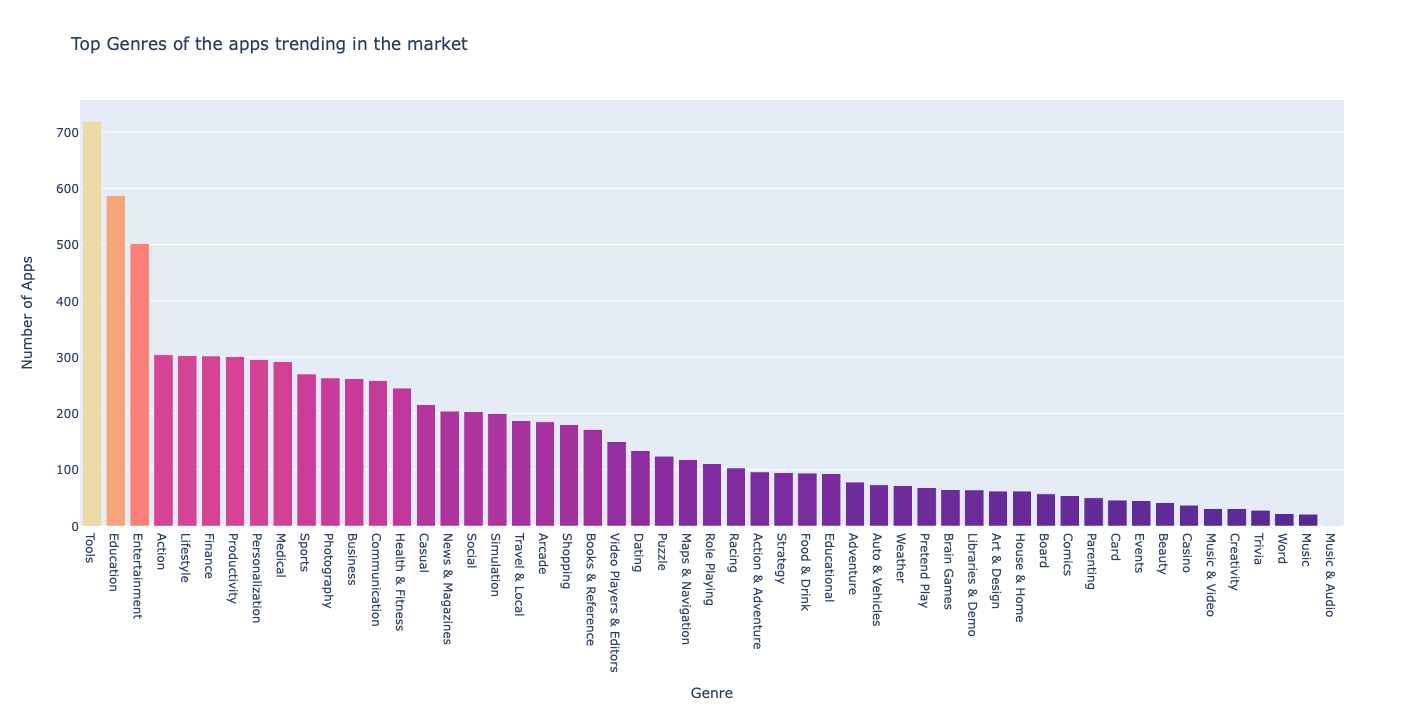 Top Genres of the apps trending in the market
Number of Apps
700
600
500
400
300
200
100
0
Tools
Education
Entertainment
Action
Lifestyle
Finance
Productivity
Personalization
Medical
Sports
Photography
Business
Communication
Health & Fitness
Casual
News & Magazines
Social
Simulation
Travel & Local
Arcade
Shopping
Books & Reference
Video Players & Editors
Dating
Puzzle
Maps & Navigation
Role Playing
Racing
Action & Adventure
Strategy
Food & Drink
Educational
Adventure
Auto & Vehicles
Weather
Pretend Play
Brain Games
Libraries & Demo
Art & Design
House & Home
Board
Comics
Parenting
Card
Events
Beauty
Casino
Music & Video
Creativity
Trivia
Word
Music
Music & Audio
Genre